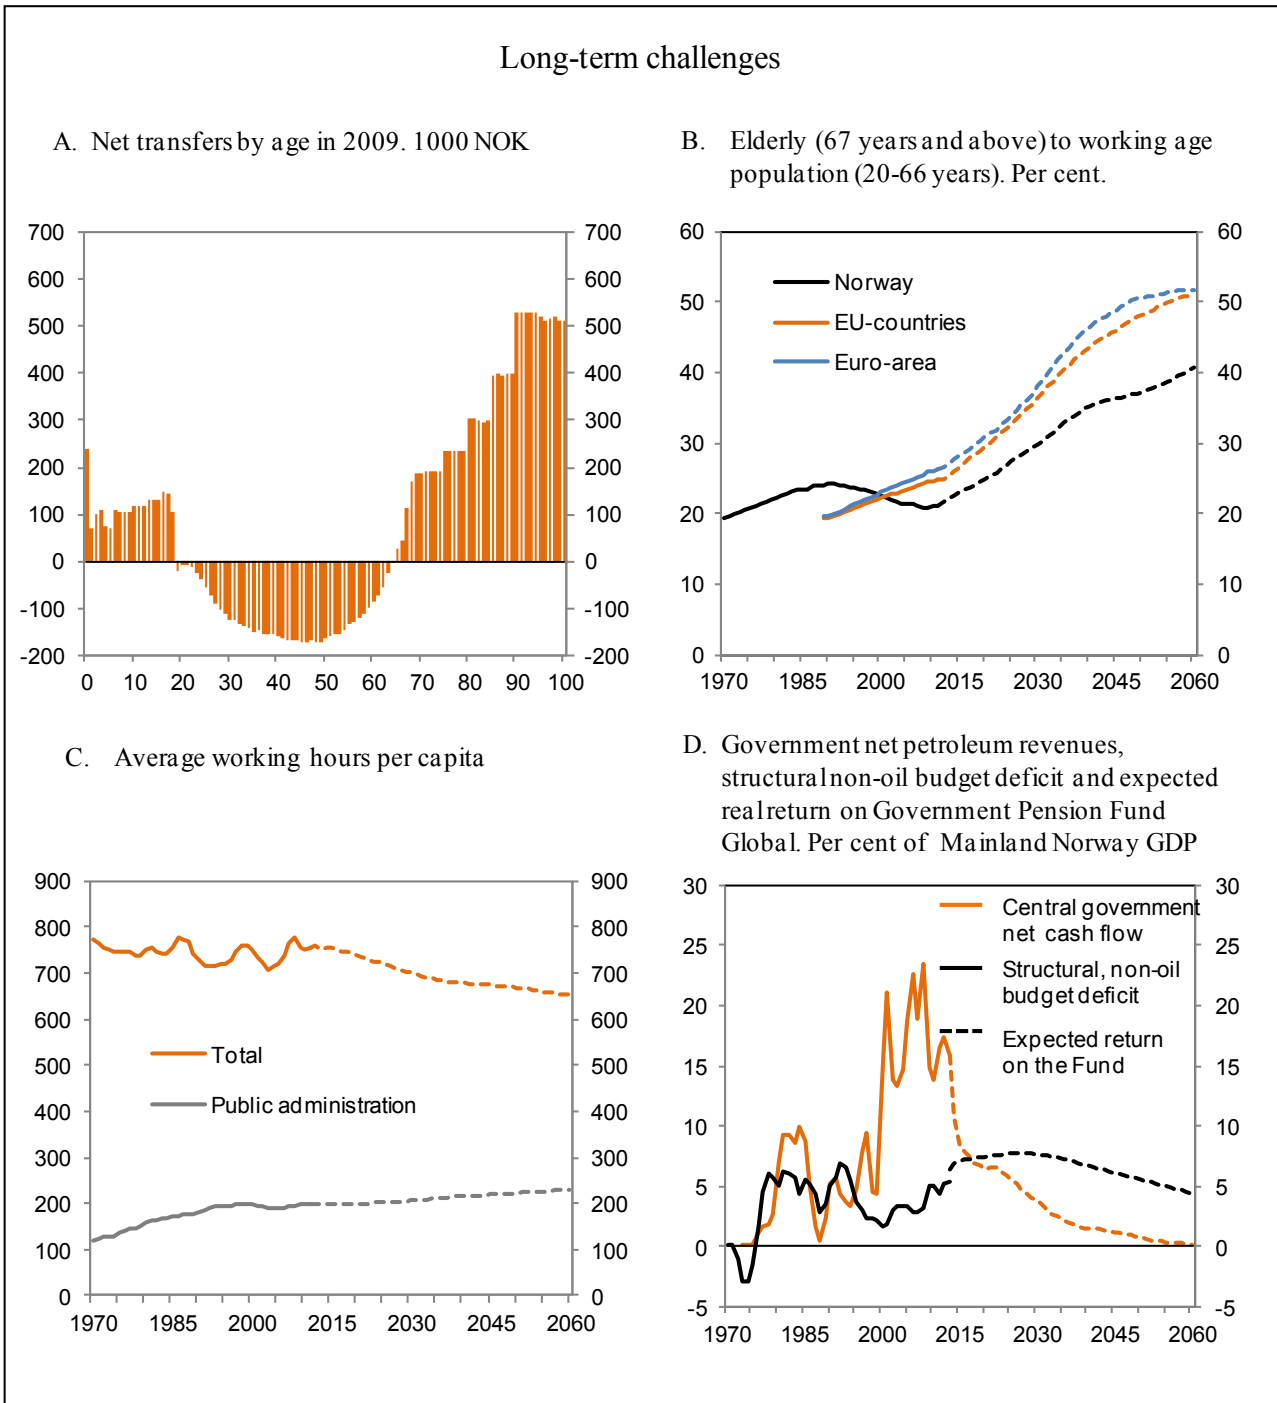 Long-term challenges
A. Net transfers by age in 2009. 1000 NOK
700
600
500
400
300
200
100
0
-100
-200
700
600
500
400
300
200
100
0
-100
-200
0 10 20 30 40 50 60 70 80 90 100
B. Elderly (67 years and above) to working age
population (20-66 years). Per cent.
60
50
40
30
20
10
0
Norway
EU-countries
Euro-area
60
50
40
30
20
10
0
1970 1985 2000 2015 2030 2045 2060
C. Average working hours per capita
900
800
700
600
500
400
300
200
100
0
Total
Public administration
900
800
700
600
500
400
300
200
100
0
1970 1985 2000 2015 2030 2045 2060
D. Government net petroleum revenues,
structural non-oil budget deficit and expected
real return on Government Pension Fund
Global. Per cent of Mainland Norway GDP
30
25
20
15
10
5
0
-5
Central government
net cash flow
Structural, non-oil
budget deficit
Expected return
on the Fund
30
25
20
15
10
5
0
-5
1970 1985 2000 2015 2030 2045 2060